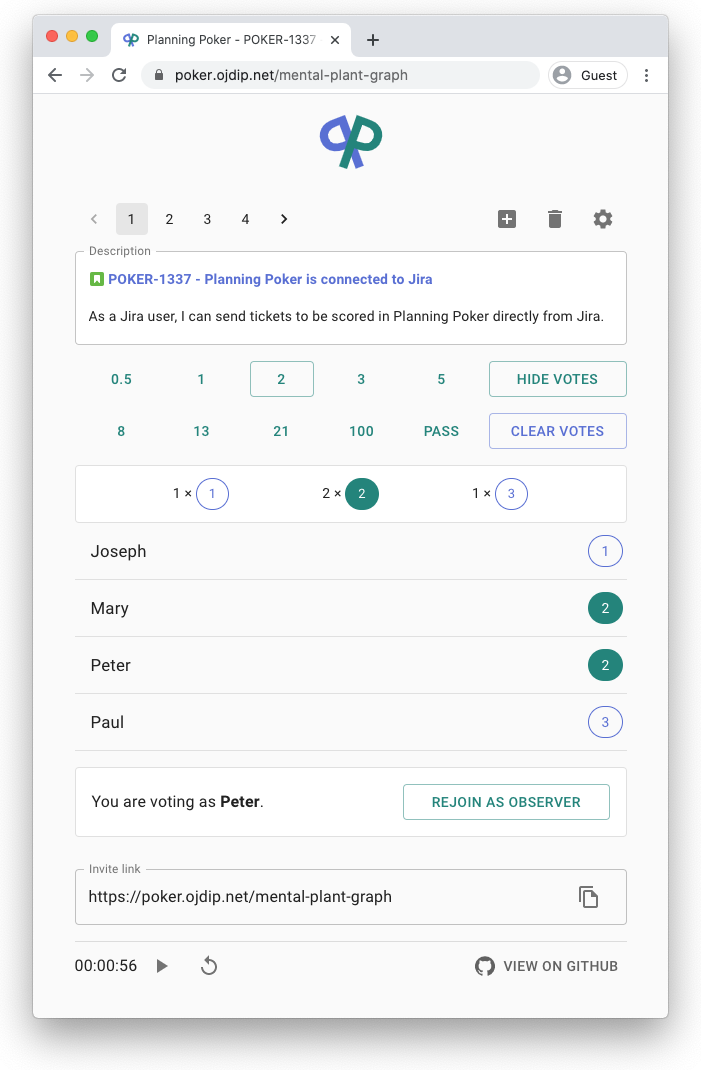 Planning Poker - POKER-1337
poker.ojdip.net/mental-plant-graph
Guest
1 2 3 4
Description
POKER-1337 - Planning Poker is connected to Jira
As a Jira user, I can send tickets to be scored in Planning Poker directly from Jira.
0.5 1 2 3 5 HIDE VOTES
8 13 21 100 PASS CLEAR VOTES
1 × 1 2 × 2 1 × 3
Joseph 1
Mary 2
Peter 2
Paul 3
You are voting as Peter. REJOIN AS OBSERVER
Invite link
https://poker.ojdip.net/mental-plant-graph
00:00:56 VIEW ON GITHUB